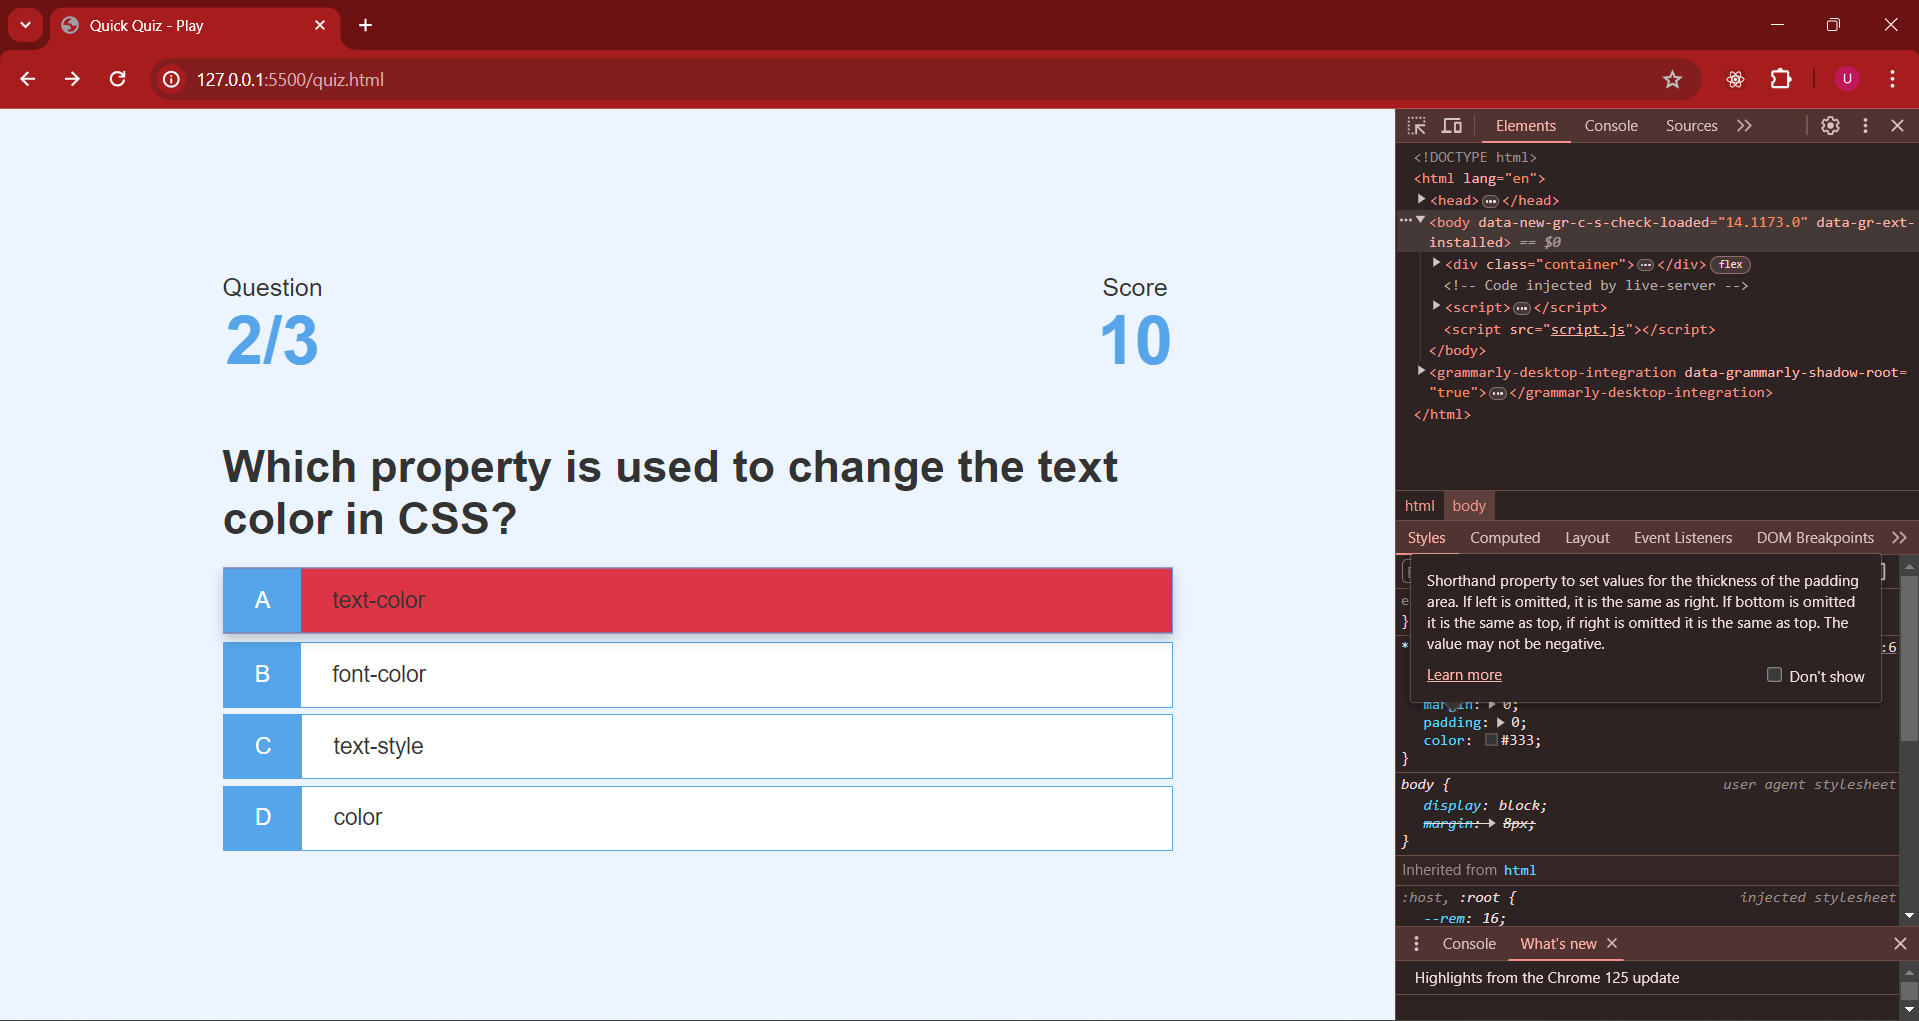 Quick Quiz - Play
127.0.0.1:5500/quiz.html
U
Question
2/3
Score
10
Which property is used to change the text
color in CSS?
A text-color
B font-color
C text-style
D color
Elements Console Sources
<!DOCTYPE html>
<html lang="en">
<head> </head>
<body data-new-gr-c-s-check-loaded="14.1173.0" data-gr-ext-
installed> == $0
<div class="container"> </div> flex
<!-- Code injected by live-server -->
<script> </script>
<script src="script.js"></script>
</body>
<grammarly-desktop-integration data-grammarly-shadow-root=
"true"> </grammarly-desktop-integration>
</html>
html body
Styles Computed Layout Event Listeners DOM Breakpoints
Shorthand property to set values for the thickness of the padding
area. If left is omitted, it is the same as right. If bottom is omitted
it is the same as top, if right is omitted it is the same as top. The
value may not be negative.
Learn more Don't show
}
* :6
margin: 0;
padding: 0;
color: #333;
}
body { user agent stylesheet
display: block;
margin: 8px;
}
Inherited from html
:host, :root { injected stylesheet
--rem: 16;
Console What's new
Highlights from the Chrome 125 update